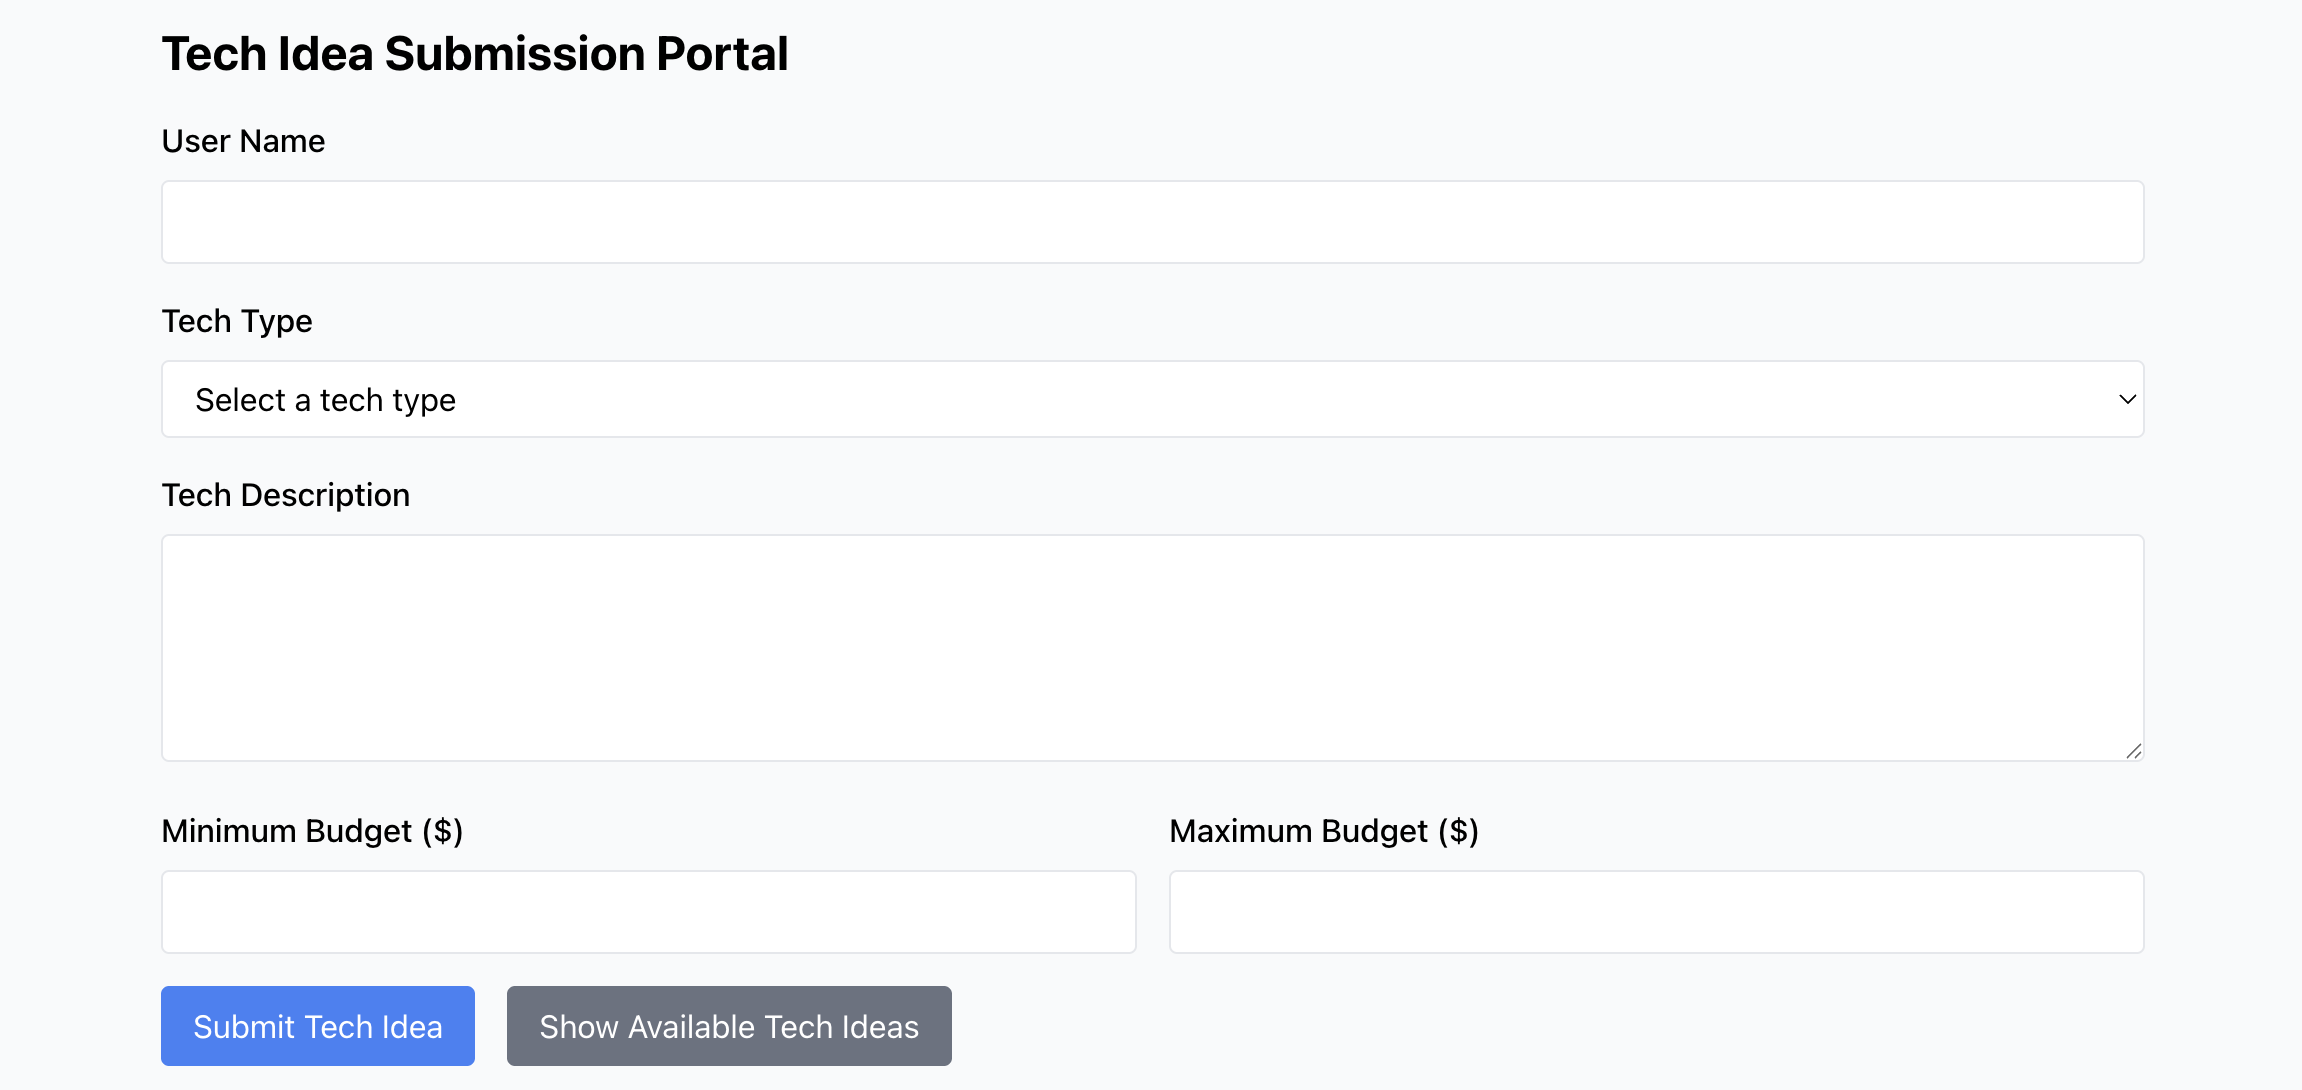 Tech Idea Submission Portal
User Name
Tech Type
Select a tech type
Tech Description
Minimum Budget ($)
Maximum Budget ($)
Submit Tech Idea
Show Available Tech Ideas